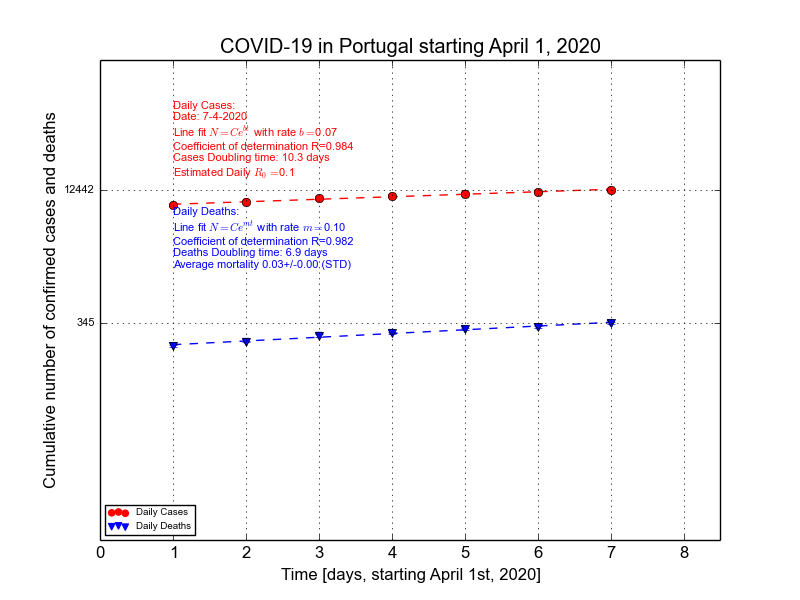 COVID-19 in Portugal starting April 1, 2020
Daily Cases:
Date: 7-4-2020
Line fit N = Ce^{bt} with rate b =0.07
Coefficient of determination R=0.984
Cases Doubling time: 10.3 days
Estimated Daily R_0 =0.1
12442
Daily Deaths:
Line fit N = Ce^{mt} with rate m =0.10
Coefficient of determination R=0.982
Deaths Doubling time: 6.9 days
Average mortality 0.03+/-0.00 (STD)
345
Cumulative number of confirmed cases and deaths
Daily Cases
Daily Deaths
0 1 2 3 4 5 6 7 8
Time [days, starting April 1st, 2020]